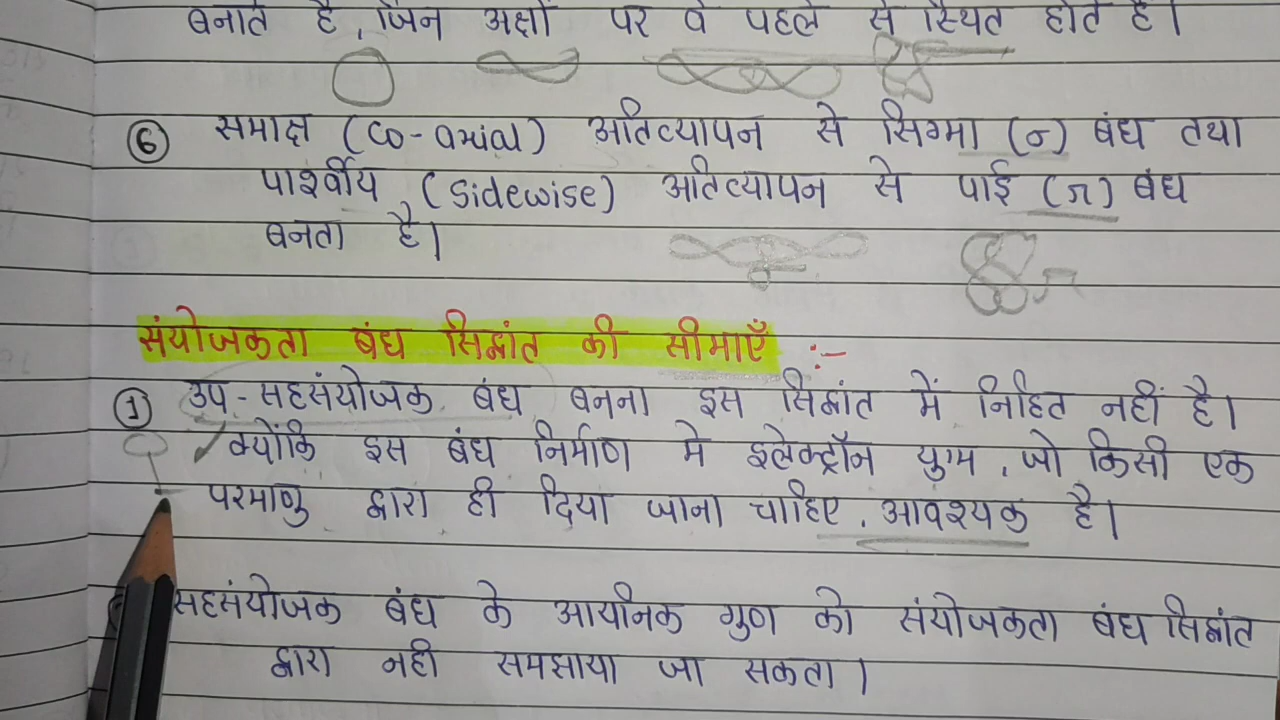 बनाते है, जिन अक्षों पर वे पहले से स्थित होते है।
⑥ समाक्ष (co-axial) अतिव्यापन से सिग्मा (σ) बंध तथा
पार्श्वीय (Sidewise) अतिव्यापन से पाई (π) बंध
बनता है।
संयोजकता बंध सिद्धांत की सीमाएँ :-
① उप-सहसंयोजक बंध बनना इस सिद्धांत में निहित नहीं है।
क्योंकि इस बंध निर्माण मे इलेक्ट्रॉन युग्म, जो किसी एक
परमाणु द्वारा ही दिया जाना चाहिए, आवश्यक है।
सहसंयोजक बंध के आयनिक गुण को संयोजकता बंध सिद्धांत
द्वारा नही समझाया जा सकता।